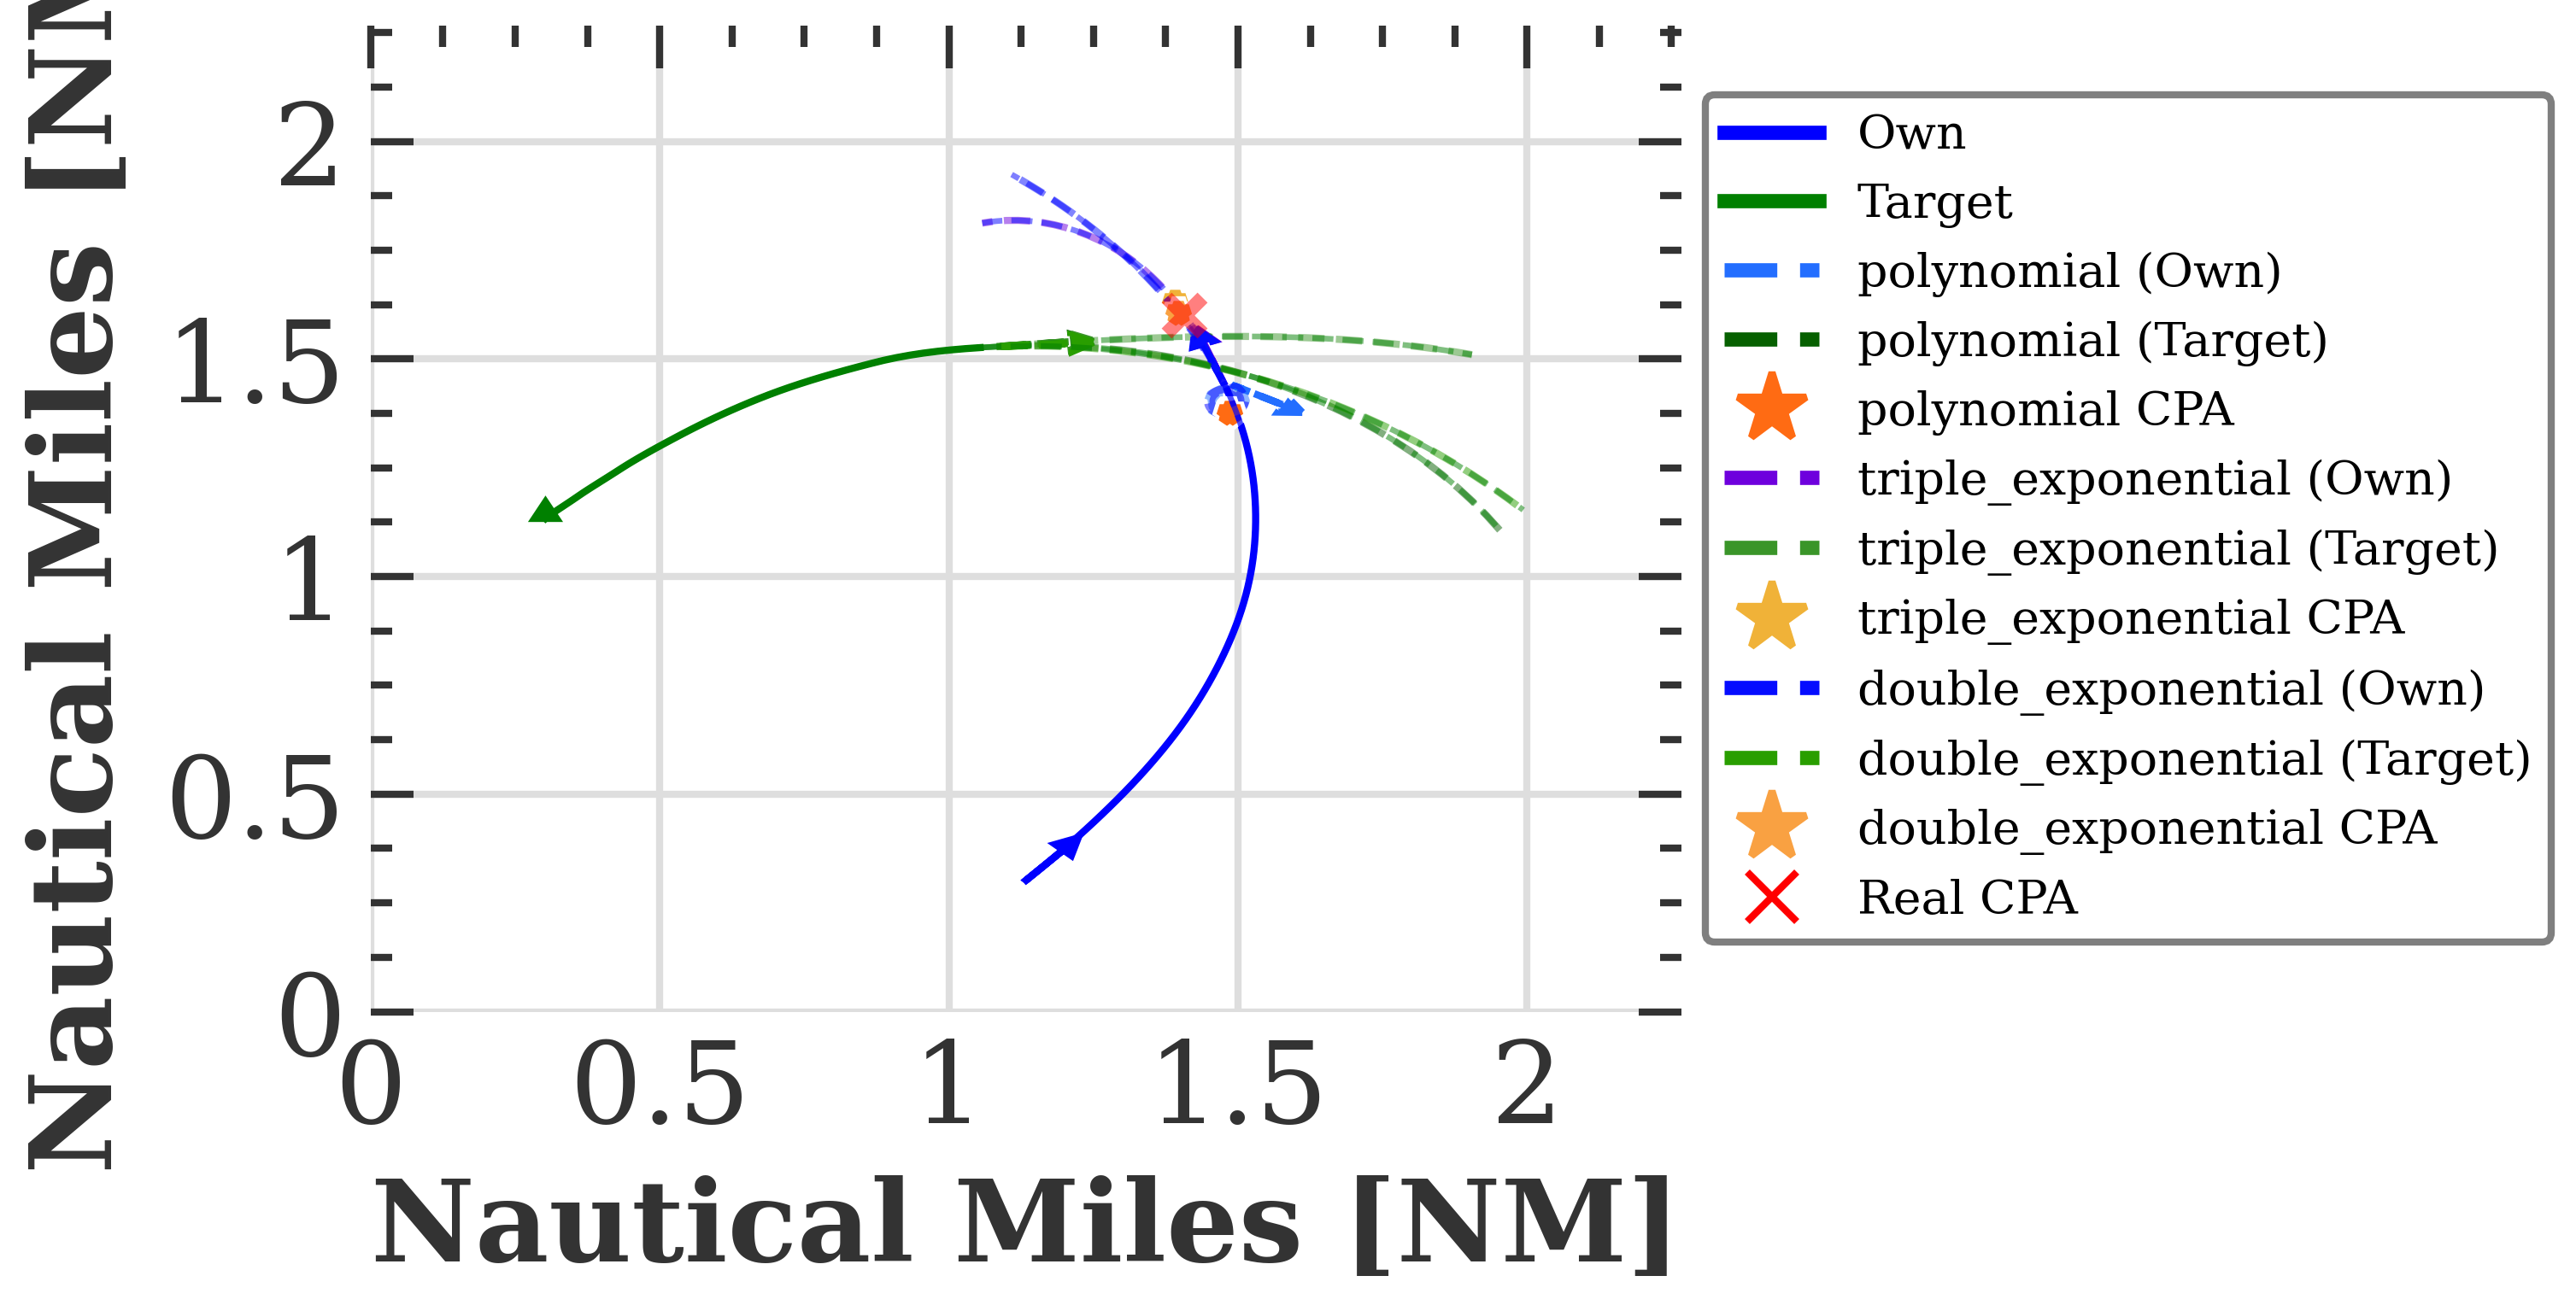 Nautical Miles [NM
2
1.5
1
0.5
0
0 0.5 1 1.5 2
Nautical Miles [NM]
Own
Target
polynomial (Own)
polynomial (Target)
polynomial CPA
triple_exponential (Own)
triple_exponential (Target)
triple_exponential CPA
double_exponential (Own)
double_exponential (Target)
double_exponential CPA
Real CPA